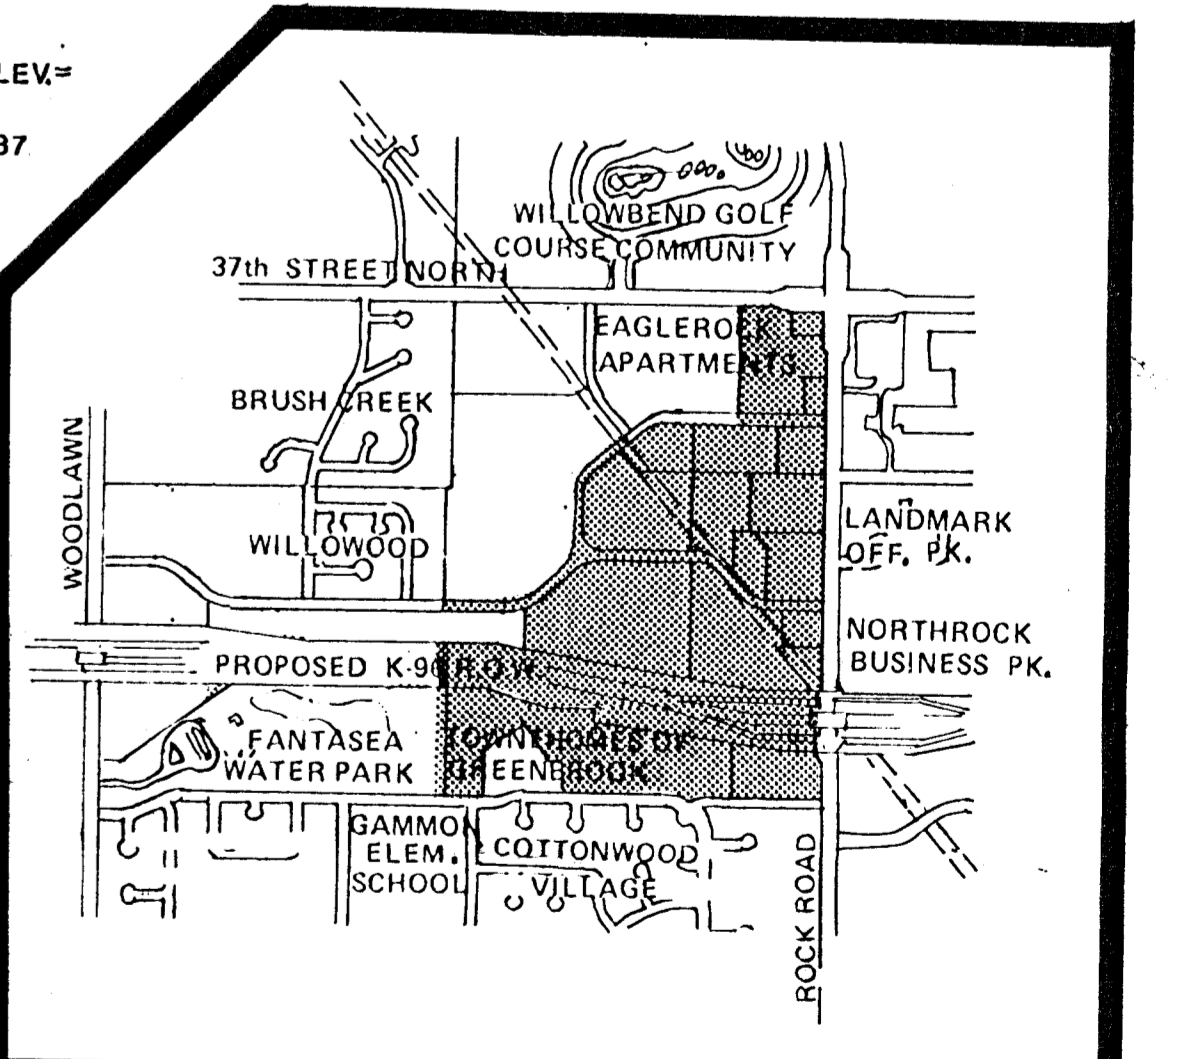 LEV.=
37
WILLOWBEND GOLF
COURSE COMMUNITY
37th STREET NORTH
EAGLEROCK
APARTMENTS
BRUSH CREEK
WOODLAWN
LANDMARK
OFF. PK.
WILLOWOOD
NORTHROCK
BUSINESS PK.
PROPOSED K-96 R.O.W.
FANTASEA
WATER PARK
TOWNHOMES OF
GREENBROOK
GAMMON
ELEM.
SCHOOL
COTTONWOOD
VILLAGE
ROCK ROAD